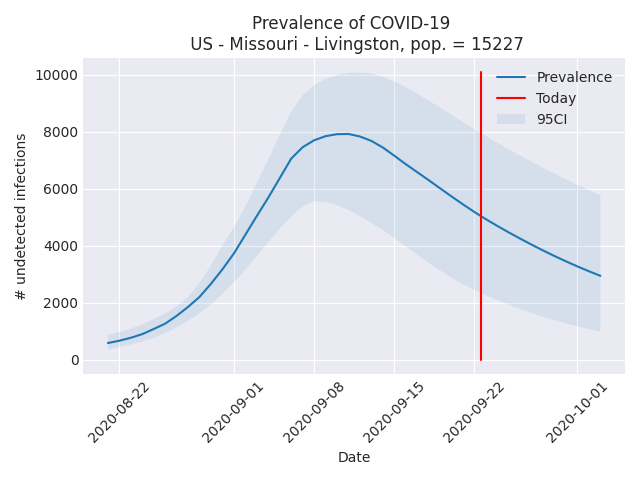 Prevalence of COVID-19
US - Missouri - Livingston, pop. = 15227
10000
8000
6000
4000
2000
0
# undetected infections
Prevalence
Today
95CI
2020-08-22
2020-09-01
2020-09-08
2020-09-15
2020-09-22
2020-10-01
Date